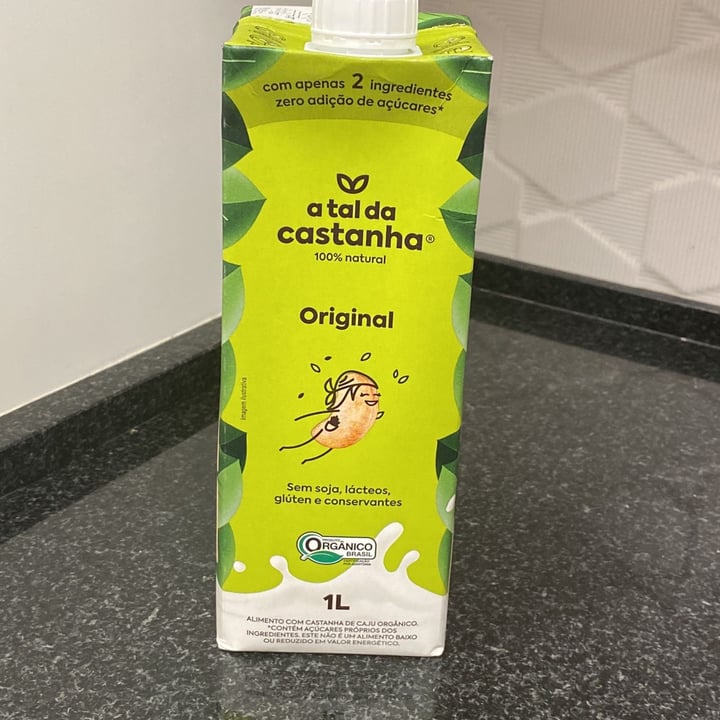 com apenas 2 ingredientes
zero adição de açúcares*
a tal da
castanha®
100% natural
Original
Imagem ilustrativa
Sem soja, lácteos,
glúten e conservantes
PRODUTO
ORGÂNICO
BRASIL
1L
ALIMENTO COM CASTANHA DE CAJU ORGÂNICO.
*CONTÉM AÇÚCARES PRÓPRIOS DOS
INGREDIENTES. ESTE NÃO É UM ALIMENTO BAIXO
OU REDUZIDO EM VALOR ENERGÉTICO.